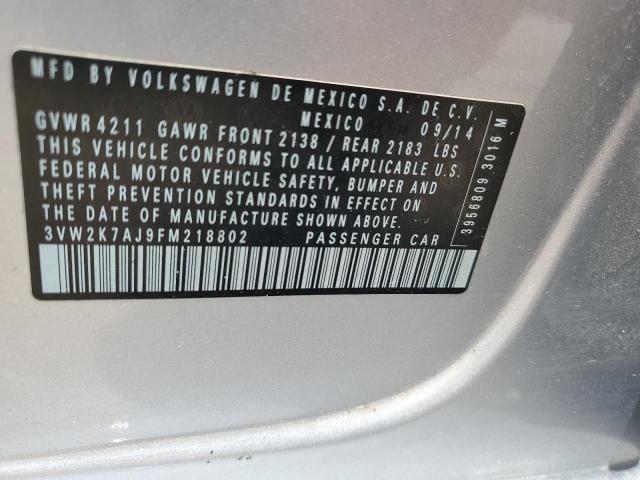 MFD BY VOLKSWAGEN DE MEXICO S.A. DE C.V.
MEXICO 09/14
GVWR 4211 GAWR FRONT 2138 / REAR 2183 LBS
THIS VEHICLE CONFORMS TO ALL APPLICABLE U.S.
FEDERAL MOTOR VEHICLE SAFETY, BUMPER AND
THEFT PREVENTION STANDARDS IN EFFECT ON
THE DATE OF MANUFACTURE SHOWN ABOVE.
3VW2K7AJ9FM218802 PASSENGER CAR
3956809 3016 M